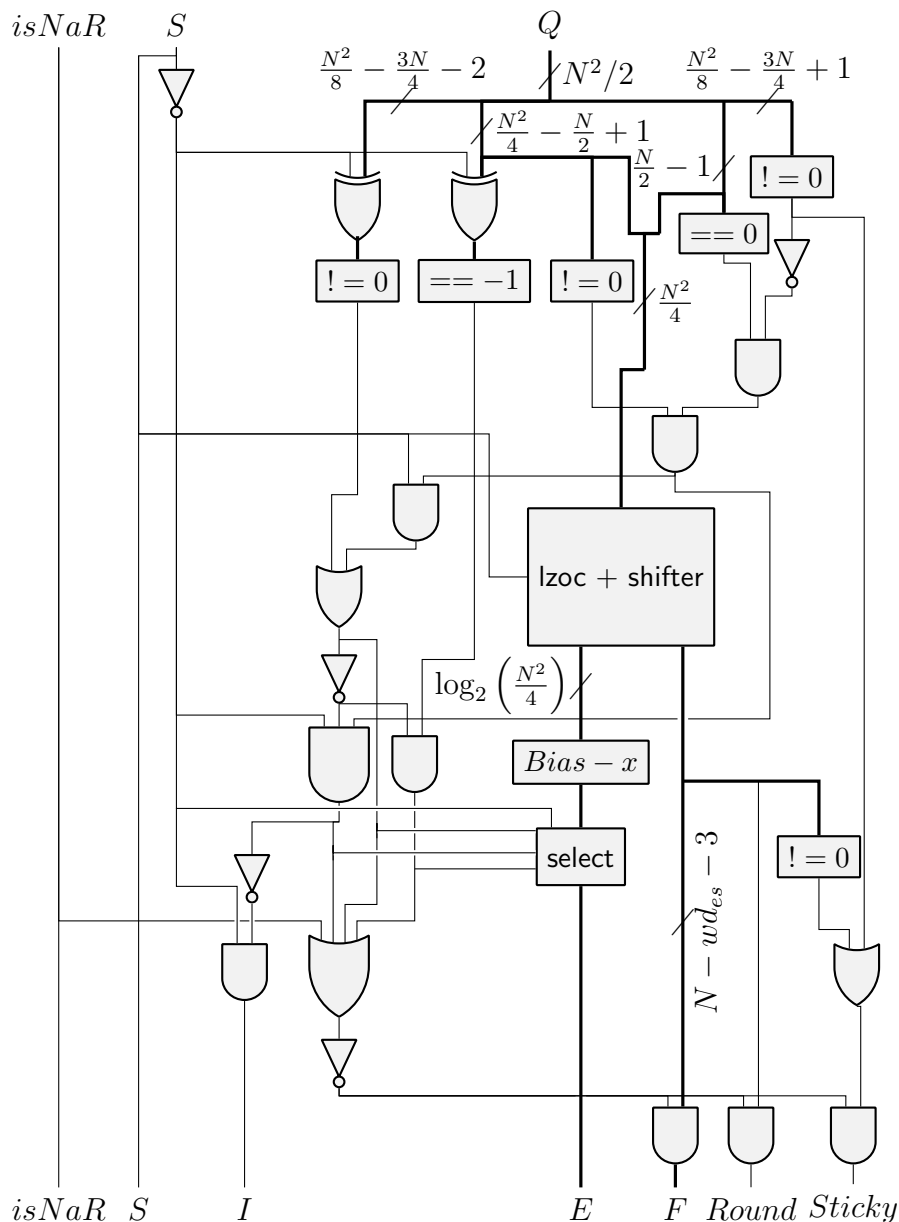 isNaR S Q
N²/8 − 3N/4 − 2 N²/2 N²/8 − 3N/4 + 1
N²/4 − N/2 + 1
N/2 − 1 != 0
== 0
!= 0 == −1 != 0 N²/4
lzoc + shifter
log₂ (N²/4)
Bias − x
select != 0
N − wd_es − 3
isNaR S I E F Round Sticky